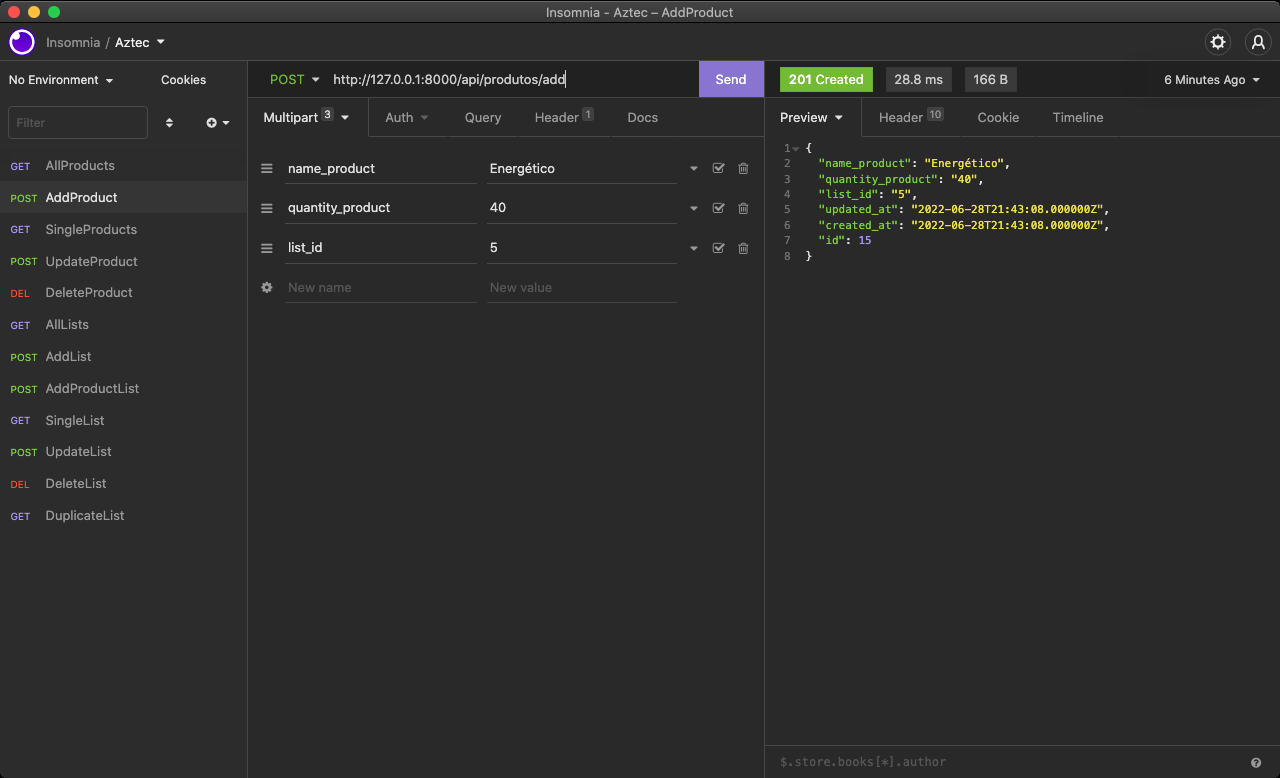 Insomnia - Aztec – AddProduct
Insomnia / Aztec
No Environment
Cookies
Filter
GET AllProducts
POST AddProduct
GET SingleProducts
POST UpdateProduct
DEL DeleteProduct
GET AllLists
POST AddList
POST AddProductList
GET SingleList
POST UpdateList
DEL DeleteList
GET DuplicateList
POST http://127.0.0.1:8000/api/produtos/add Send
Multipart 3 Auth Query Header 1 Docs
name_product Energético
quantity_product 40
list_id 5
New name New value
201 Created 28.8 ms 166 B 6 Minutes Ago
Preview Header 10 Cookie Timeline
1 {
2 "name_product": "Energético",
3 "quantity_product": "40",
4 "list_id": "5",
5 "updated_at": "2022-06-28T21:43:08.000000Z",
6 "created_at": "2022-06-28T21:43:08.000000Z",
7 "id": 15
8 }
$.store.books[*].author